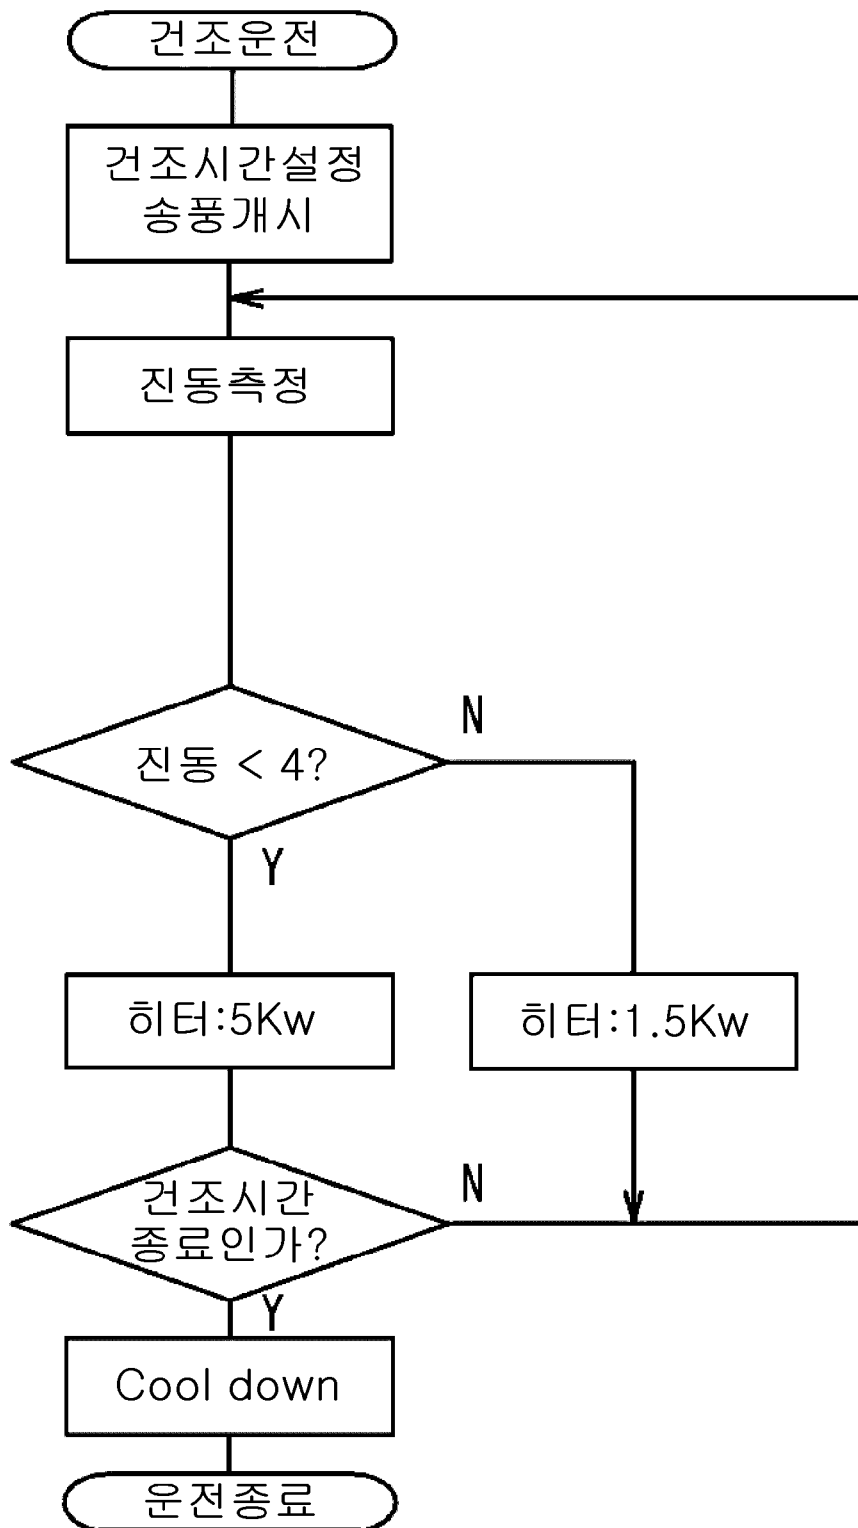 건조운전
건조시간설정
송풍개시
진동측정
N
진동 < 4?
Y
히터:5Kw
히터:1.5Kw
N
건조시간
종료인가?
Y
Cool down
운전종료